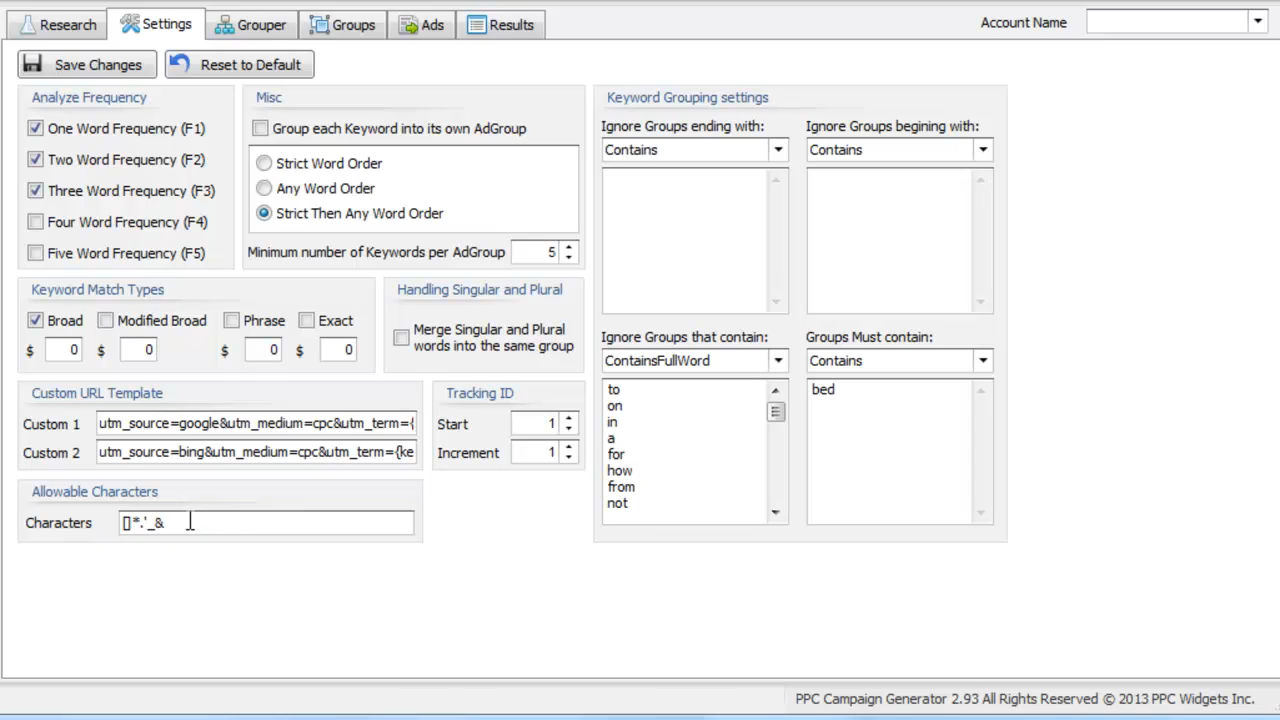 Research Settings Grouper Groups Ads Results Account Name
Save Changes Reset to Default
Analyze Frequency
One Word Frequency (F1)
Two Word Frequency (F2)
Three Word Frequency (F3)
Four Word Frequency (F4)
Five Word Frequency (F5)
Misc
Group each Keyword into its own AdGroup
Strict Word Order
Any Word Order
Strict Then Any Word Order
Minimum number of Keywords per AdGroup 5
Keyword Match Types
Broad Modified Broad Phrase Exact
$ 0 $ 0 $ 0 $ 0
Handling Singular and Plural
Merge Singular and Plural
words into the same group
Custom URL Template
Custom 1 utm_source=google&utm_medium=cpc&utm_term={
Custom 2 utm_source=bing&utm_medium=cpc&utm_term={ke
Tracking ID
Start 1
Increment 1
Allowable Characters
Characters []*.'_&
Keyword Grouping settings
Ignore Groups ending with:
Contains
Ignore Groups begining with:
Contains
Ignore Groups that contain:
ContainsFullWord
to
on
in
a
for
how
from
not
Groups Must contain:
Contains
bed
PPC Campaign Generator 2.93 All Rights Reserved © 2013 PPC Widgets Inc.